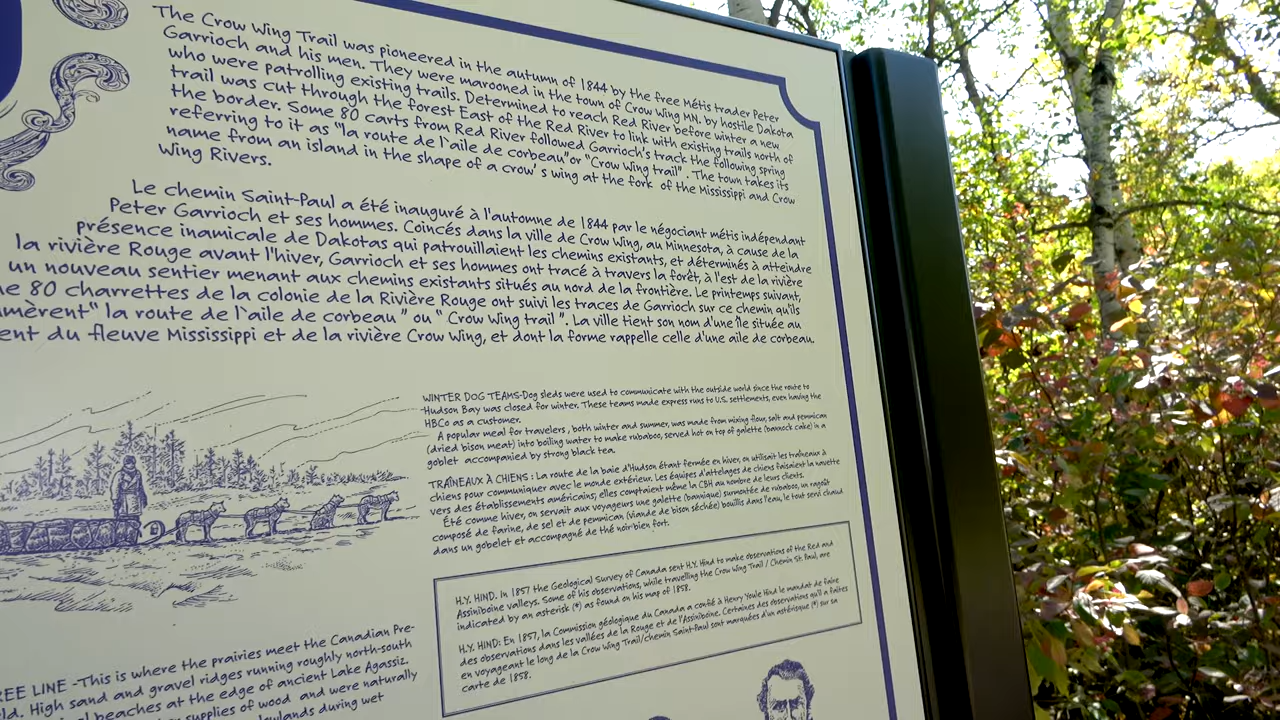 The Crow Wing Trail was pioneered in the autumn of 1844 by the free Métis trader Peter
Garrioch and his men. They were marooned in the town of Crow Wing MN. by hostile Dakota
who were patrolling existing trails. Determined to reach Red River before winter a new
trail was cut through the forest East of the Red River to link with existing trails north of
the border. Some 80 carts from Red River followed Garrioch's track the following spring
referring to it as "la route de l`aile de corbeau" or "Crow Wing trail". The town takes its
name from an island in the shape of a crow's wing at the fork of the Mississippi and Crow
Wing Rivers.
Le chemin Saint-Paul a été inauguré à l'automne de 1844 par le négociant métis indépendant
Peter Garrioch et ses hommes. Coincés dans la ville de Crow Wing, au Minnesota, à cause de la
présence inamicale de Dakotas qui patrouillaient les chemins existants, et déterminés à atteindre
la rivière Rouge avant l'hiver, Garrioch et ses hommes ont tracé à travers la forêt, à l'est de la rivière
un nouveau sentier menant aux chemins existants situés au nord de la frontière. Le printemps suivant,
80 charrettes de la colonie de la Rivière Rouge ont suivi les traces de Garrioch sur ce chemin qu'ils
mèrent" la route de l`aile de corbeau " ou " Crow Wing trail ". La ville tient son nom d'une île située au
ent du fleuve Mississippi et de la rivière Crow Wing, et dont la forme rappelle celle d'une aile de corbeau.
WINTER DOG TEAMS-Dog sleds were used to communicate with the outside world since the route to
Hudson Bay was closed for winter. These teams made express runs to U.S. settlements, even having the
HBCo as a customer.
A popular meal for travelers, both winter and summer, was made from mixing flour, salt and pemmican
(dried bison meat) into boiling water to make rubaboo, served hot on top of galette (bannock cake) in a
goblet accompanied by strong black tea.
TRAÎNEAUX À CHIENS : La route de la baie d'Hudson étant fermée en hiver, on utilisait les traîneaux à
chiens pour communiquer avec le monde extérieur. Les équipes d'attelages de chiens faisaient la navette
vers des établissements américains; elles comptaient même la CBH au nombre de leurs clients.
Été comme hiver, on servait aux voyageurs une galette (bannique) surmontée de rubaboo, un ragoût
composé de farine, de sel et de pemmican (viande de bison séchée) bouillis dans l'eau, le tout servi chaud
dans un gobelet et accompagné de thé noir bien fort.
H.Y. HIND. In 1857 the Geological Survey of Canada sent H.Y. Hind to make observations of the Red and
Assiniboine valleys. Some of his observations, while travelling the Crow Wing Trail / Chemin St. Paul, are
indicated by an asterisk (*) as found on his map of 1858.
H.Y. HIND: En 1857, la Commission géologique du Canada a confié à Henry Youle Hind le mandat de faire
des observations dans les vallées de la Rouge et de l'Assiniboine. Certaines des observations qu'il a faites
en voyageant le long de la Crow Wing Trail/chemin Saint-Paul sont marquées d'un astérisque (*) sur sa
carte de 1858.
REE LINE -This is where the prairies meet the Canadian Pre-
ld. High sand and gravel ridges running roughly north-south
beaches at the edge of ancient Lake Agassiz.
supplies of wood and were naturally
wlands during wet